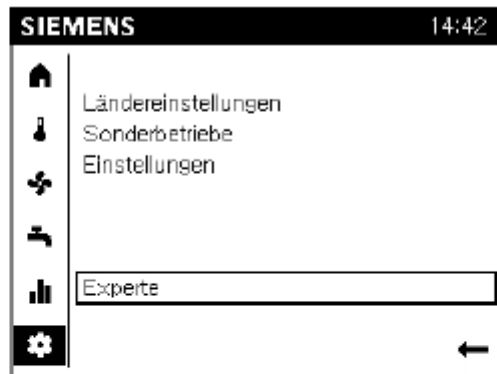 SIEMENS 14:42
Ländereinstellungen
Sonderbetriebe
Einstellungen
Experte